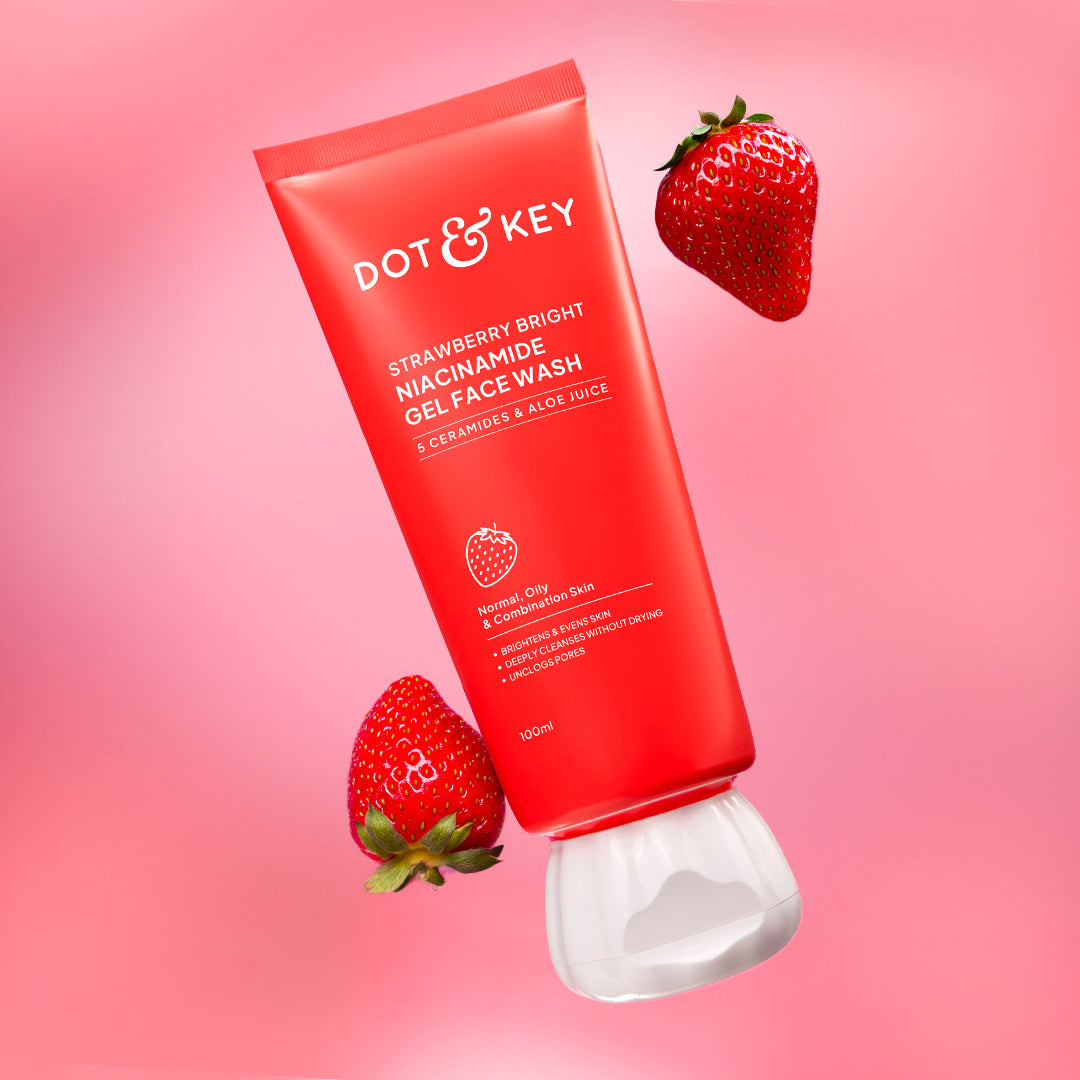 DOT & KEY
STRAWBERRY BRIGHT
NIACINAMIDE
GEL FACE WASH
5 CERAMIDES & ALOE JUICE
Normal, Oily
& Combination Skin
• BRIGHTENS & EVENS SKIN
• DEEPLY CLEANSES WITHOUT DRYING
• UNCLOGS PORES
100ml